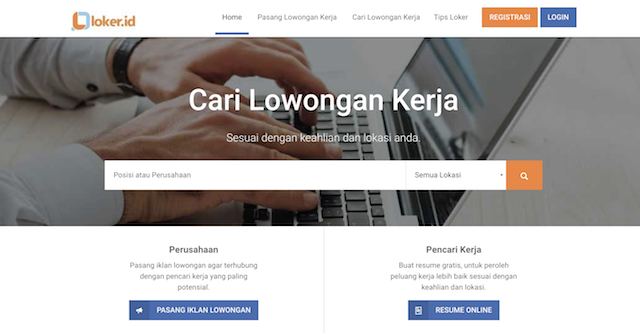 loker.id
Home Pasang Lowongan Kerja Cari Lowongan Kerja Tips Loker REGISTRASI LOGIN
Cari Lowongan Kerja
Sesuai dengan keahlian dan lokasi anda.
Posisi atau Perusahaan Semua Lokasi
Perusahaan
Pasang iklan lowongan agar terhubung
dengan pencari kerja yang paling
potensial.
PASANG IKLAN LOWONGAN
Pencari Kerja
Buat resume gratis, untuk peroleh
peluang kerja lebih baik sesuai dengan
keahlian dan lokasi.
RESUME ONLINE